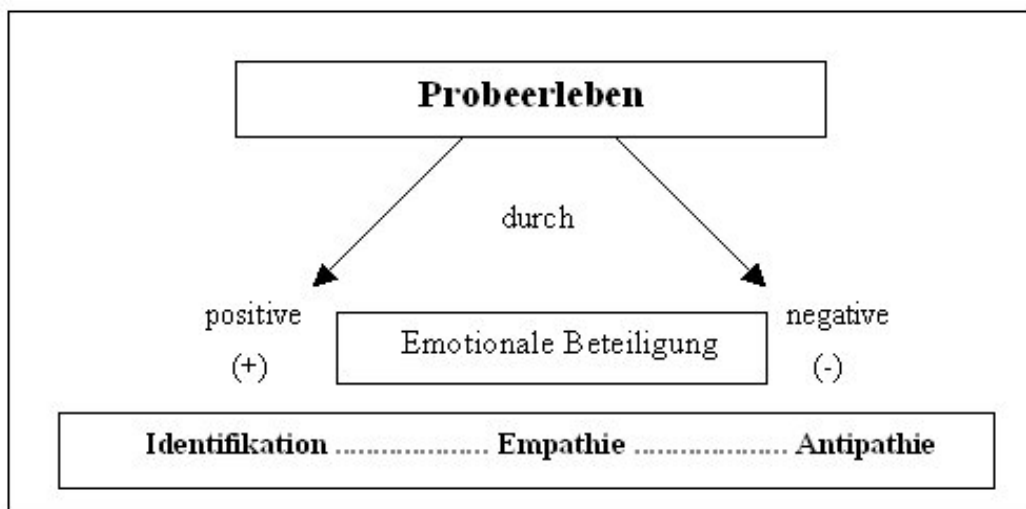 Probeerleben
durch
positive negative
Emotionale Beteiligung
(+) (-)
Identifikation .................... Empathie .................... Antipathie